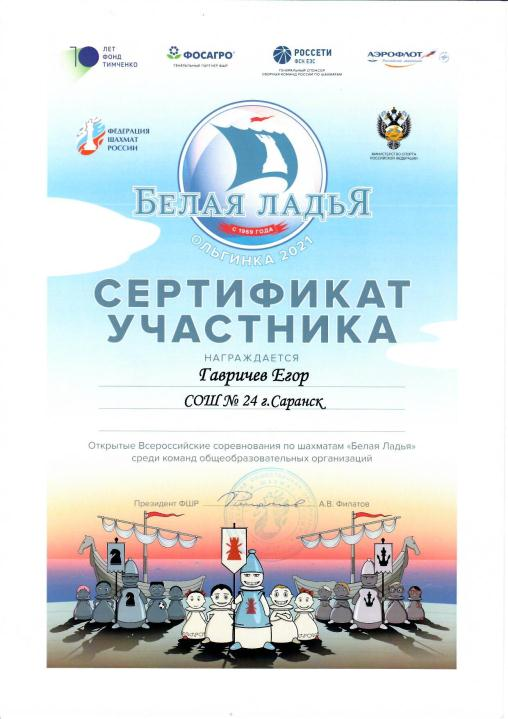 10 ЛЕТ
ФОНД
ТИМЧЕНКО
ФОСАГРО®
ГЕНЕРАЛЬНЫЙ ПАРТНЕР ФШР
РОССЕТИ
ФСК ЕЭС
ГЕНЕРАЛЬНЫЙ СПОНСОР
СБОРНОЙ КОМАНДЫ РОССИИ ПО ШАХМАТАМ
АЭРОФЛОТ
Российские авиалинии
ФЕДЕРАЦИЯ
ШАХМАТ
РОССИИ
МИНИСТЕРСТВО СПОРТА
РОССИЙСКОЙ ФЕДЕРАЦИИ
БЕЛАЯ ЛАДЬЯ
С 1969 ГОДА
ОЛЬГИНКА 2021
СЕРТИФИКАТ
УЧАСТНИКА
НАГРАЖДАЕТСЯ
Гавричев Егор
СОШ № 24 г.Саранск
Открытые Всероссийские соревнования по шахматам «Белая Ладья»
среди команд общеобразовательных организаций
Президент ФШР
А.В. Филатов